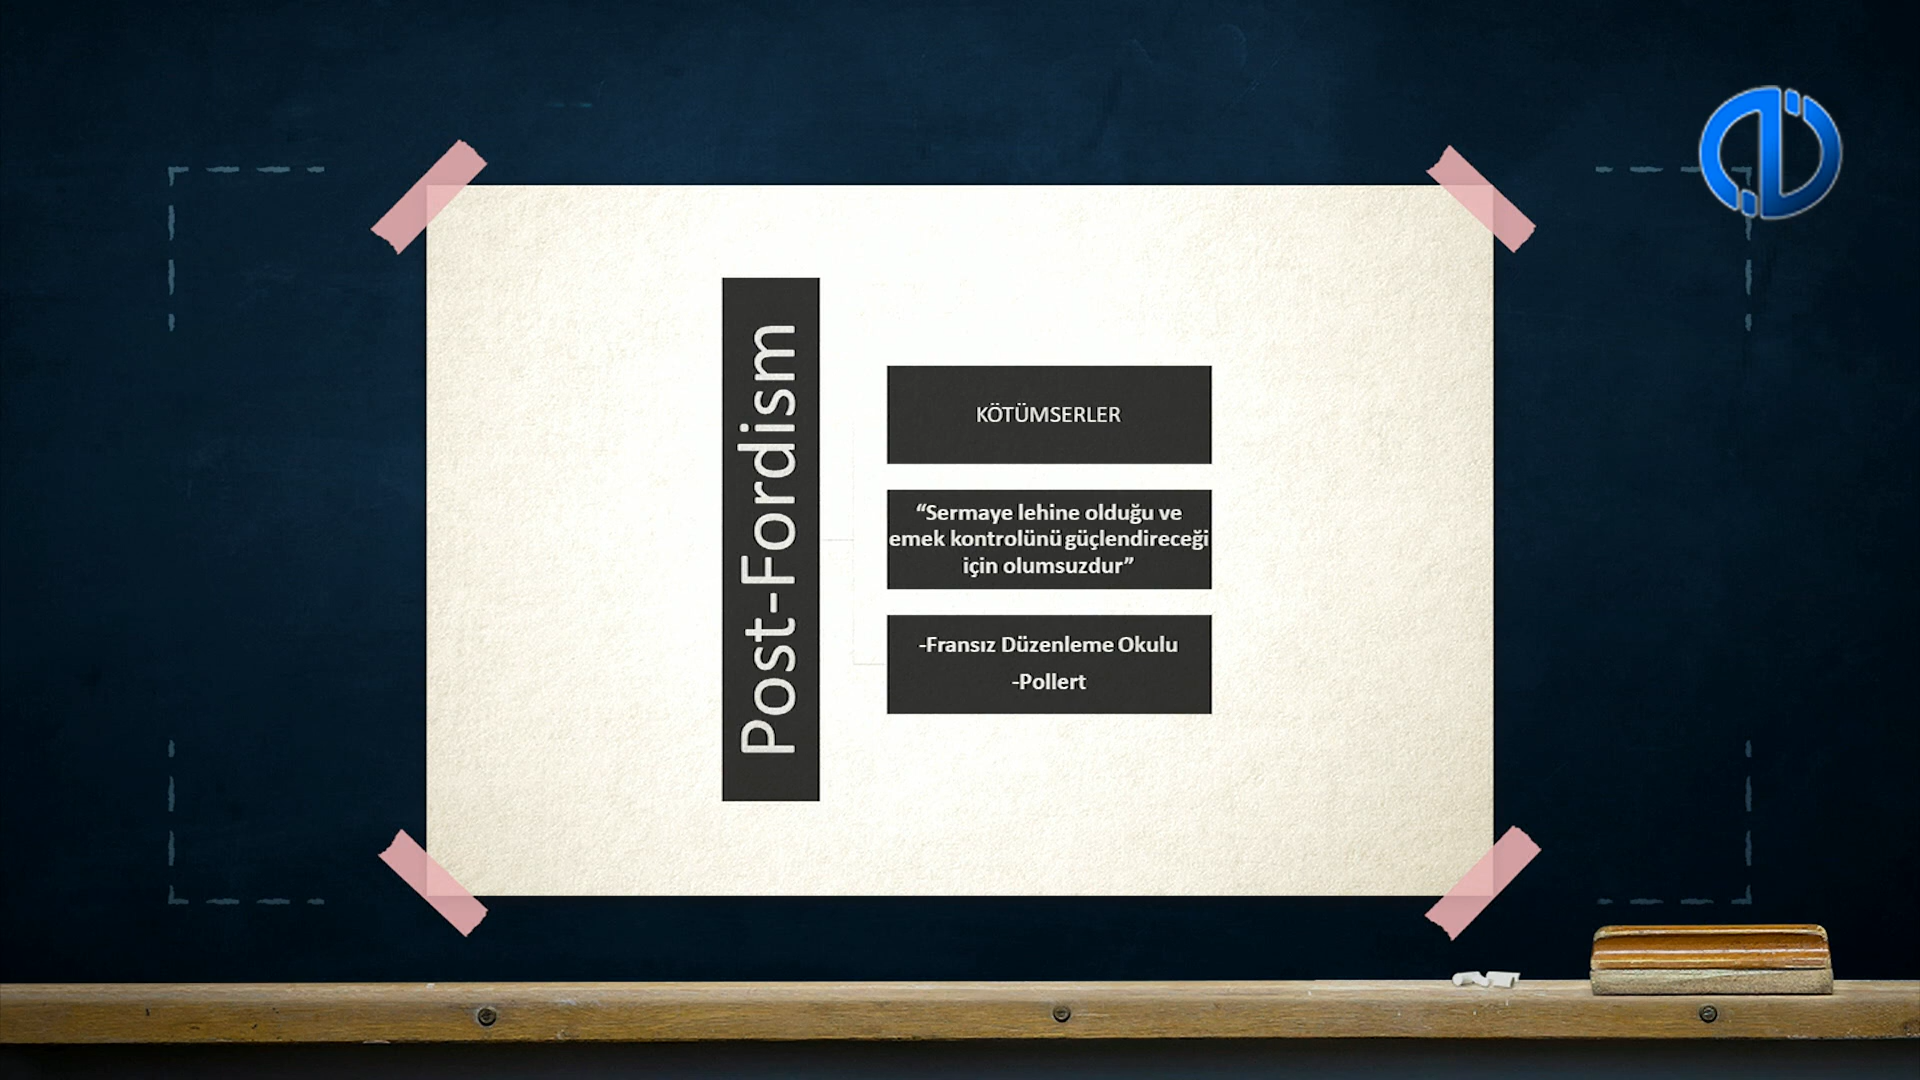 Post-Fordism
KÖTÜMSERLER
“Sermaye lehine olduğu ve
emek kontrolünü güçlendireceği
için olumsuzdur”
-Fransız Düzenleme Okulu
-Pollert